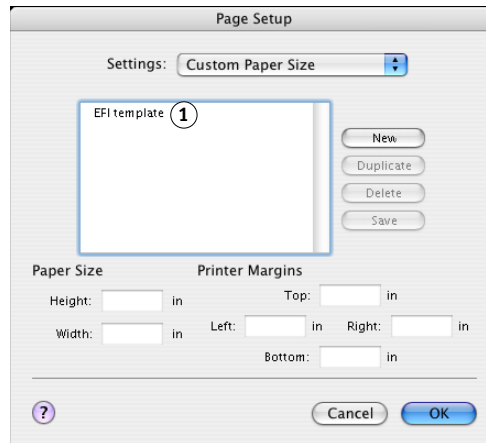 Page Setup
Settings: Custom Paper Size
EFI template 1
New
Duplicate
Delete
Save
Paper Size Printer Margins
Height: in Top: in
Width: in Left: in Right: in
Bottom: in
? Cancel OK